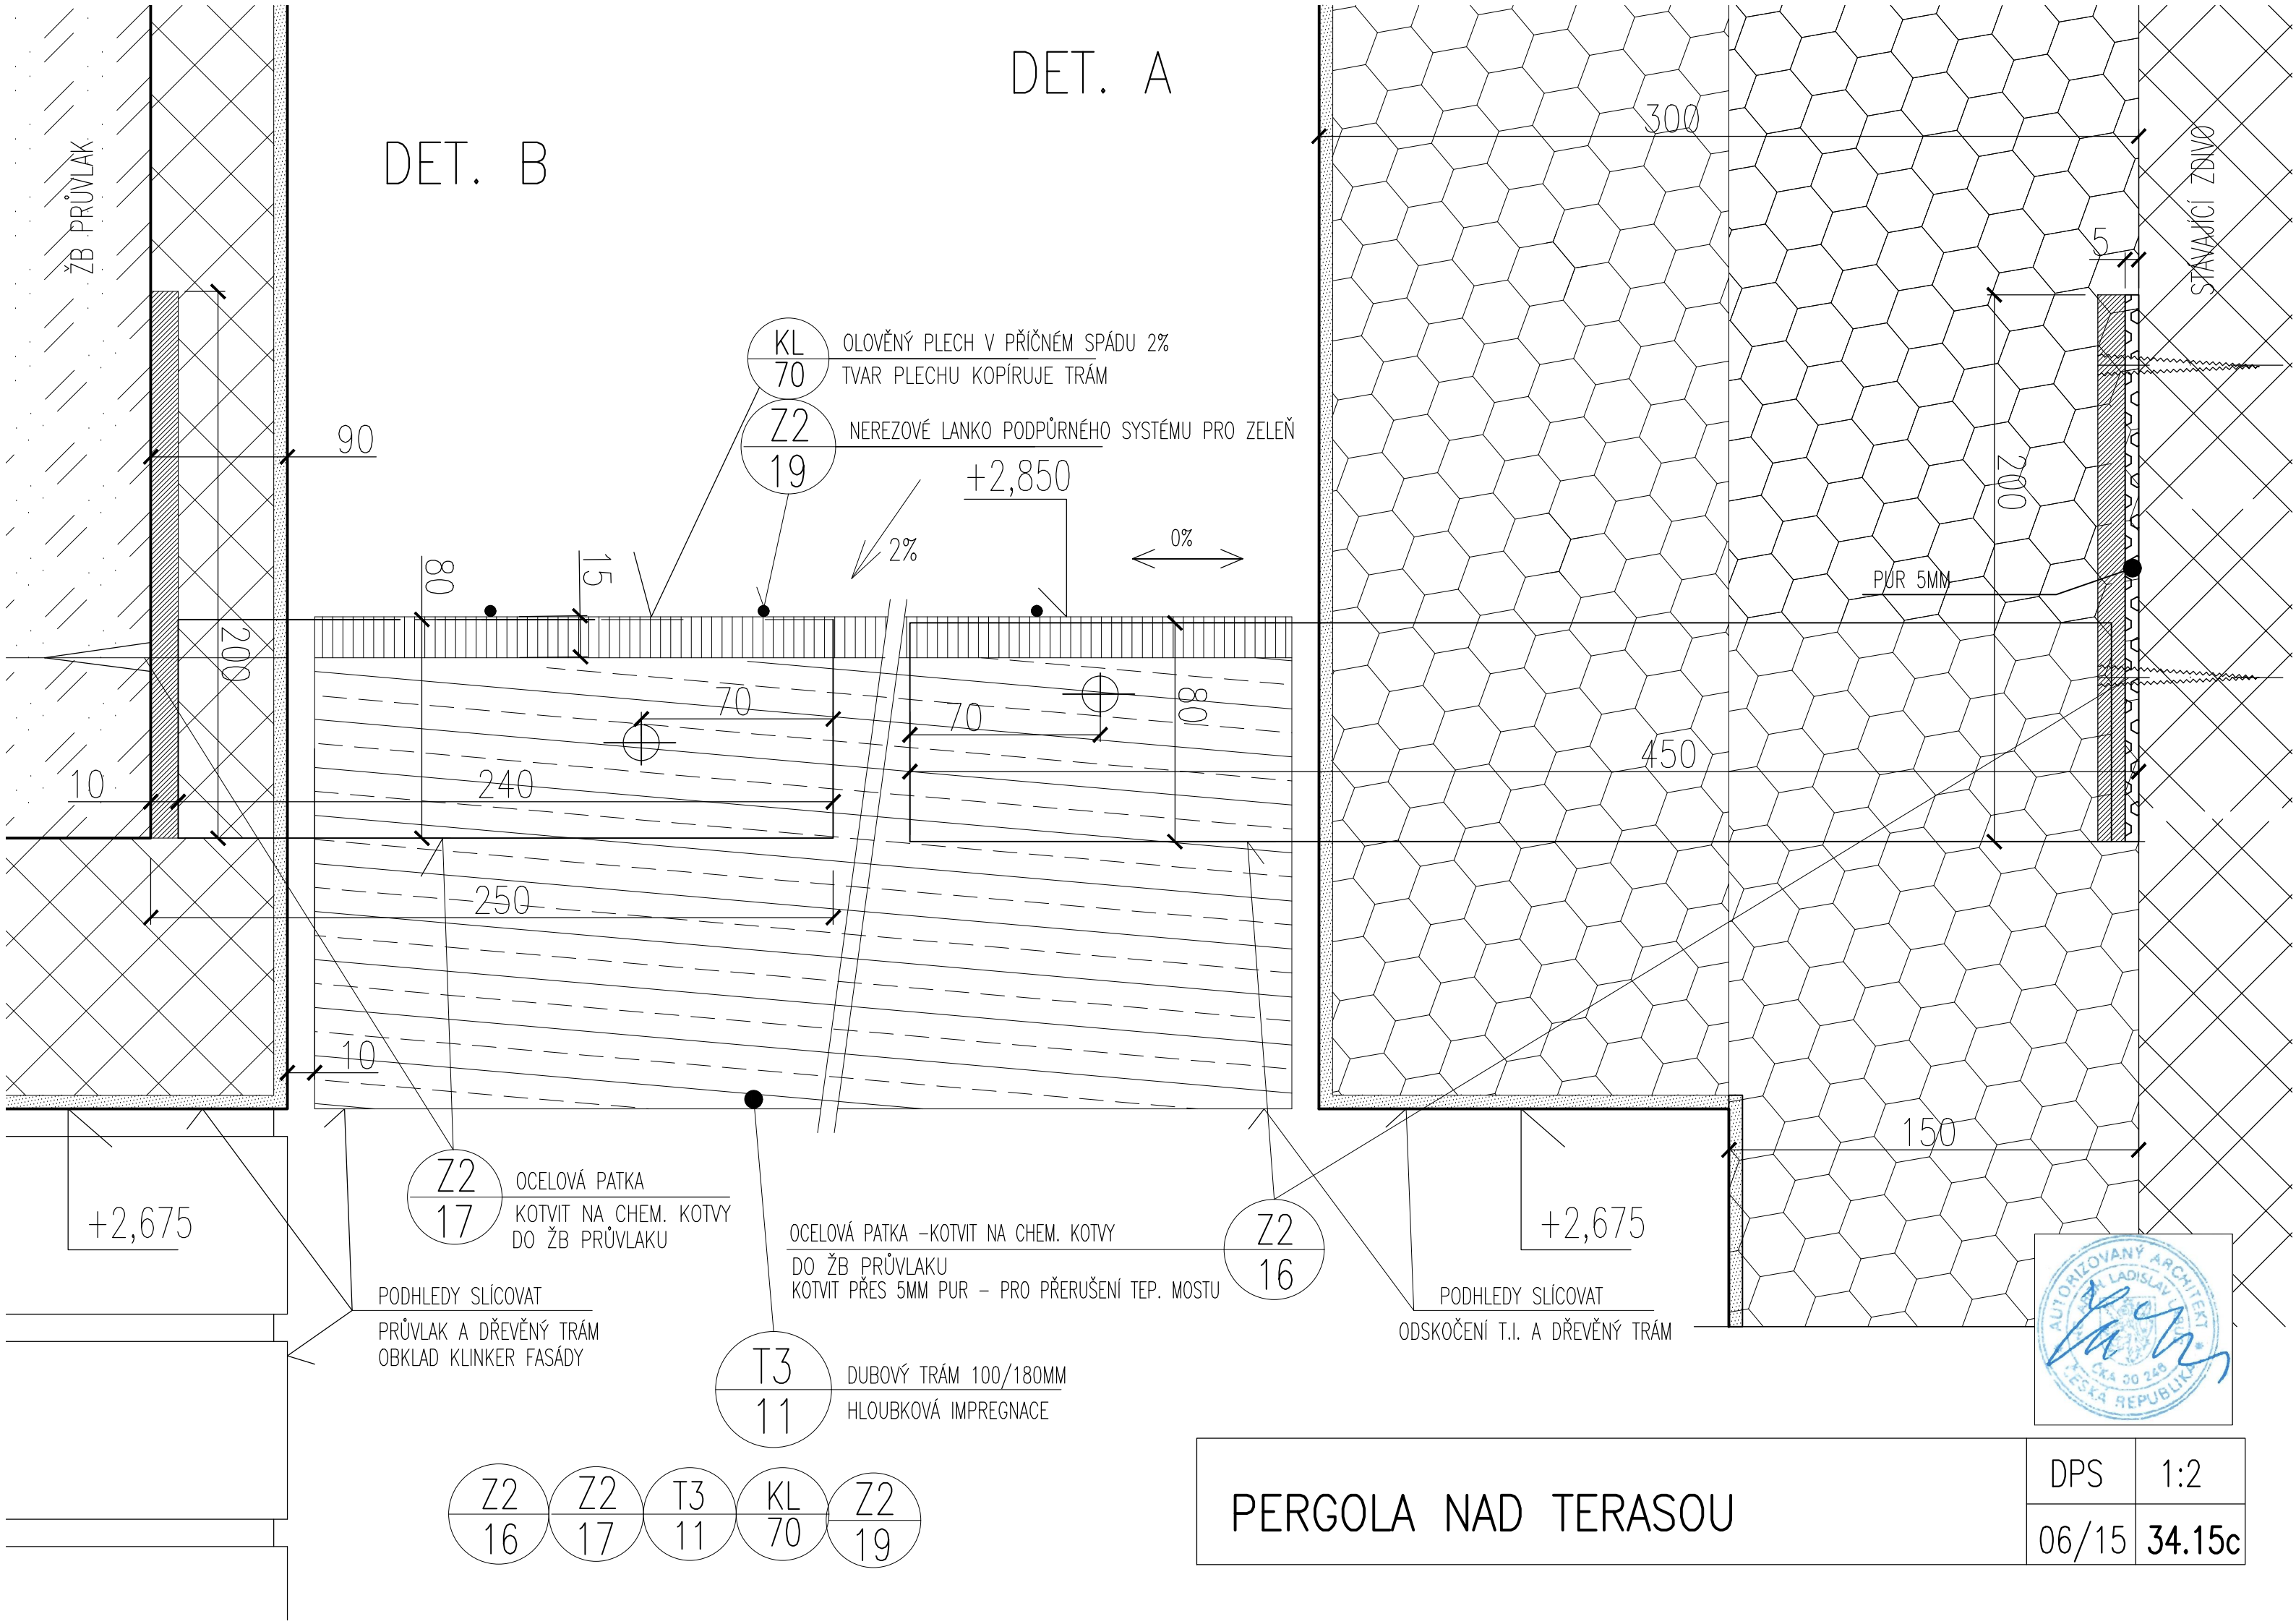 DET. A
DET. B
ŽB PRŮVLAK
STÁVAJÍCÍ ZDIVO
300
5
KL
70
OLOVĚNÝ PLECH V PŘÍČNÉM SPÁDU 2%
TVAR PLECHU KOPÍRUJE TRÁM
Z2
19
NEREZOVÉ LANKO PODPŮRNÉHO SYSTÉMU PRO ZELEŇ
90
+2,850
200
0%
2%
80
15
PUR 5MM
200
70
70
80
10
240
450
250
10
150
Z2
17
OCELOVÁ PATKA
KOTVIT NA CHEM. KOTVY
DO ŽB PRŮVLAKU
+2,675
OCELOVÁ PATKA –KOTVIT NA CHEM. KOTVY
DO ŽB PRŮVLAKU
KOTVIT PŘES 5MM PUR – PRO PŘERUŠENÍ TEP. MOSTU
Z2
16
+2,675
PODHLEDY SLÍCOVAT
PRŮVLAK A DŘEVĚNÝ TRÁM
OBKLAD KLINKER FASÁDY
PODHLEDY SLÍCOVAT
ODSKOČENÍ T.I. A DŘEVĚNÝ TRÁM
T3
11
DUBOVÝ TRÁM 100/180MM
HLOUBKOVÁ IMPREGNACE
AUTORIZOVANÝ ARCHITEKT
LADISLAV
ČESKÁ REPUBLIKA
Z2
16
Z2
17
T3
11
KL
70
Z2
19
PERGOLA NAD TERASOU
DPS
1:2
06/15
34.15c